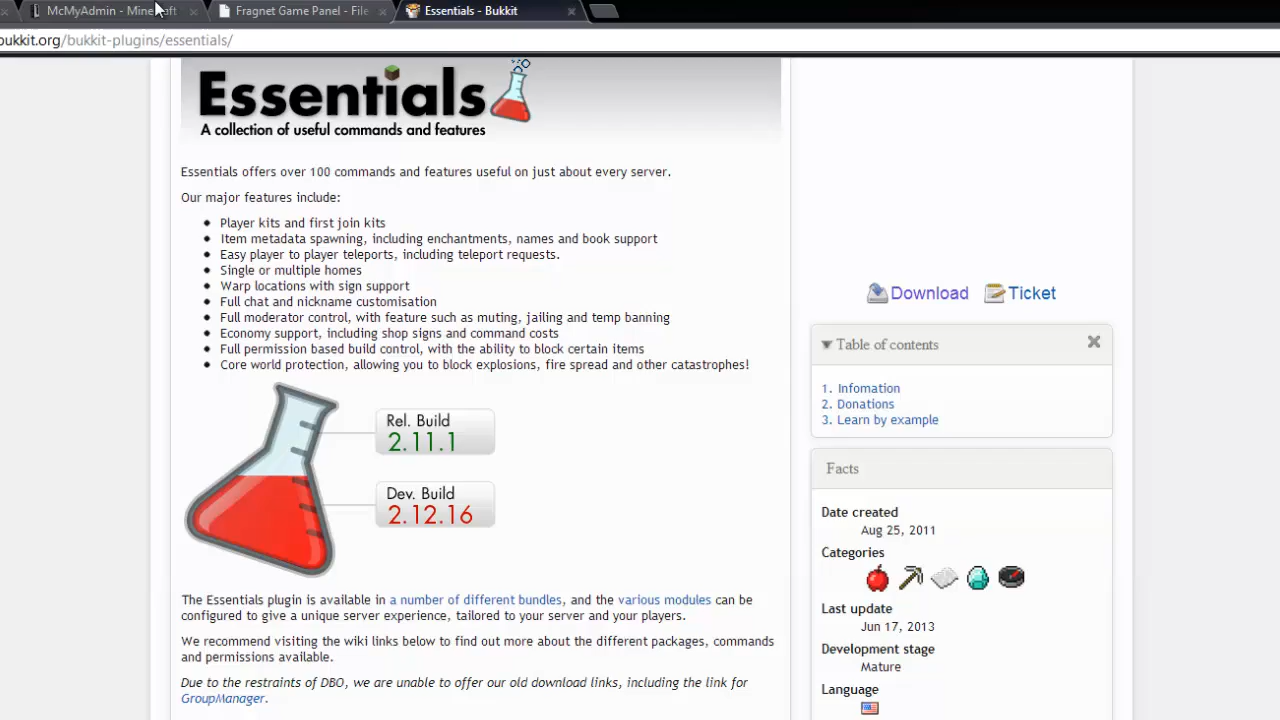 McMyAdmin - Minecraft
Fragnet Game Panel - File
Essentials - Bukkit
bukkit.org/bukkit-plugins/essentials/
Essentials
A collection of useful commands and features
Essentials offers over 100 commands and features useful on just about every server.
Our major features include:
Player kits and first join kits
Item metadata spawning, including enchantments, names and book support
Easy player to player teleports, including teleport requests.
Single or multiple homes
Warp locations with sign support
Full chat and nickname customisation
Full moderator control, with feature such as muting, jailing and temp banning
Economy support, including shop signs and command costs
Full permission based build control, with the ability to block certain items
Core world protection, allowing you to block explosions, fire spread and other catastrophes!
Rel. Build
2.11.1
Dev. Build
2.12.16
The Essentials plugin is available in a number of different bundles, and the various modules can be
configured to give a unique server experience, tailored to your server and your players.
We recommend visiting the wiki links below to find out more about the different packages, commands
and permissions available.
Due to the restraints of DBO, we are unable to offer our old download links, including the link for
GroupManager.
Download
Ticket
Table of contents
1. Infomation
2. Donations
3. Learn by example
Facts
Date created
Aug 25, 2011
Categories
Last update
Jun 17, 2013
Development stage
Mature
Language